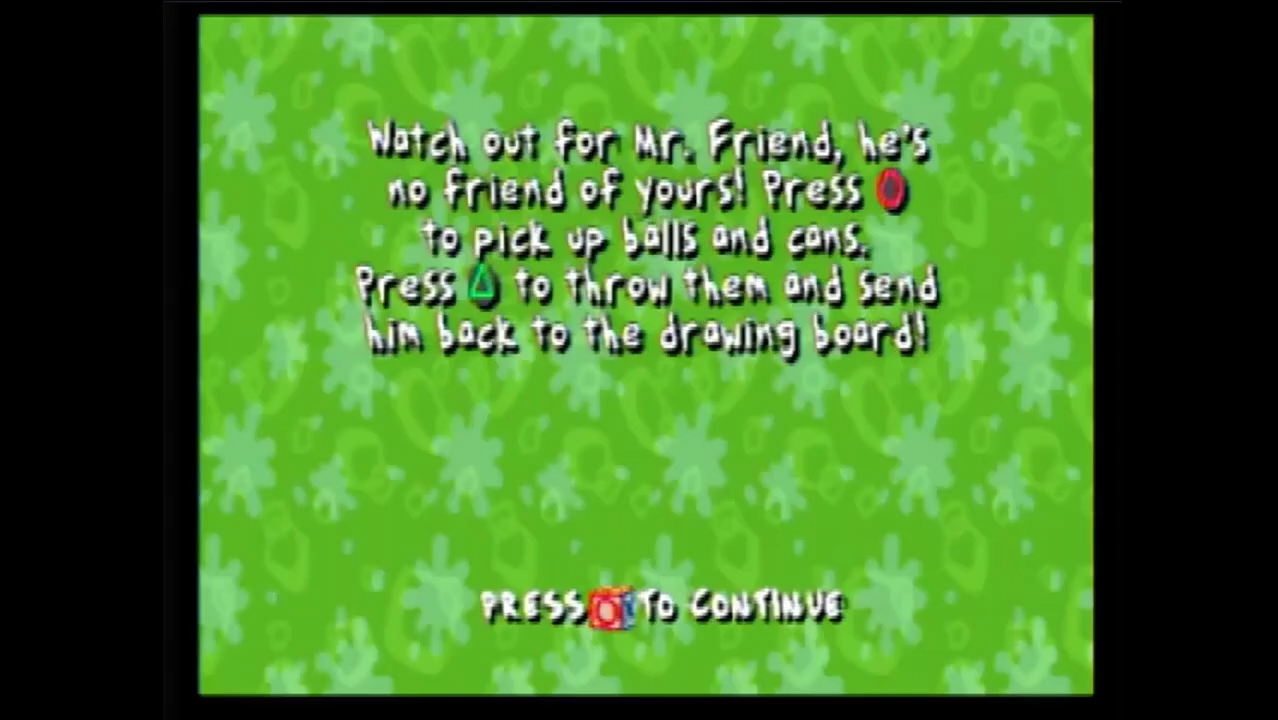 Watch out for Mr. Friend, he's
no friend of yours! Press O
to pick up balls and cans.
Press △ to throw them and send
him back to the drawing board!
PRESS TO CONTINUE